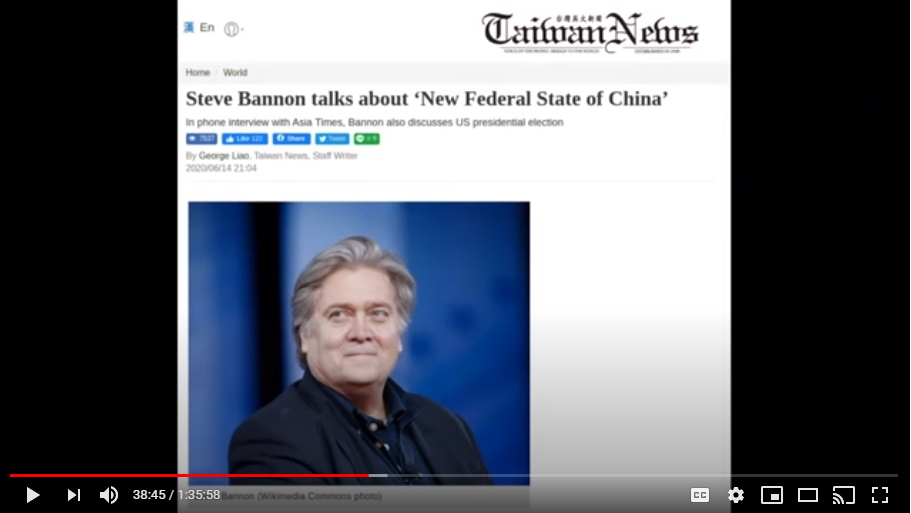 漢 En
台灣英文新聞
Taiwan News
Home / World
Steve Bannon talks about ‘New Federal State of China’
In phone interview with Asia Times, Bannon also discusses US presidential election
7537 Like 123 Share Tweet
By George Liao, Taiwan News, Staff Writer
2020/06/14 21:04
Bannon (Wikimedia Commons photo)
38:45 / 1:35:58
CC